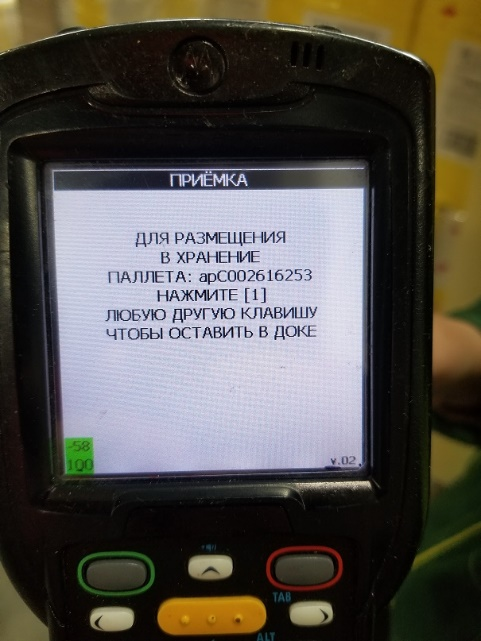 ПРИЁМКА
ДЛЯ РАЗМЕЩЕНИЯ
В ХРАНЕНИЕ
ПАЛЛЕТА: apC002616253
НАЖМИТЕ [1]
ЛЮБУЮ ДРУГУЮ КЛАВИШУ
ЧТОБЫ ОСТАВИТЬ В ДОКЕ
-58
100
v.02
TAB
ALT